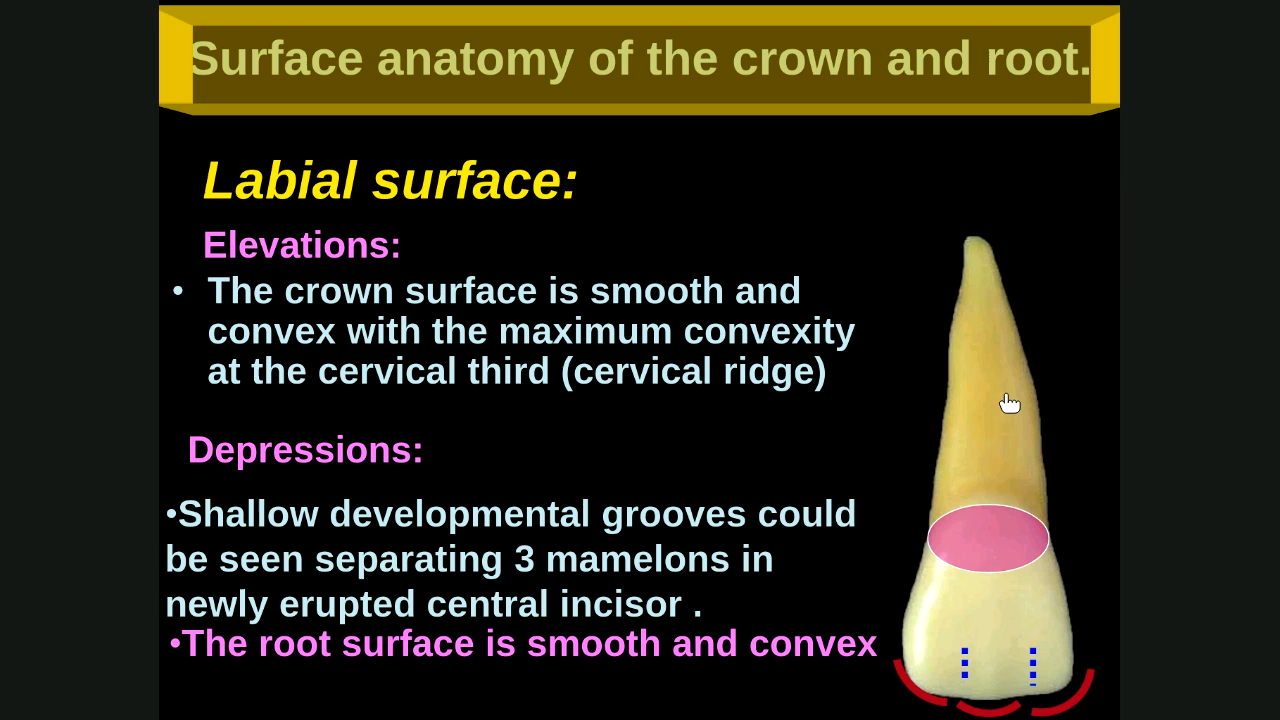 Surface anatomy of the crown and root.
Labial surface:
Elevations:
• The crown surface is smooth and
convex with the maximum convexity
at the cervical third (cervical ridge)
Depressions:
•Shallow developmental grooves could
be seen separating 3 mamelons in
newly erupted central incisor .
•The root surface is smooth and convex